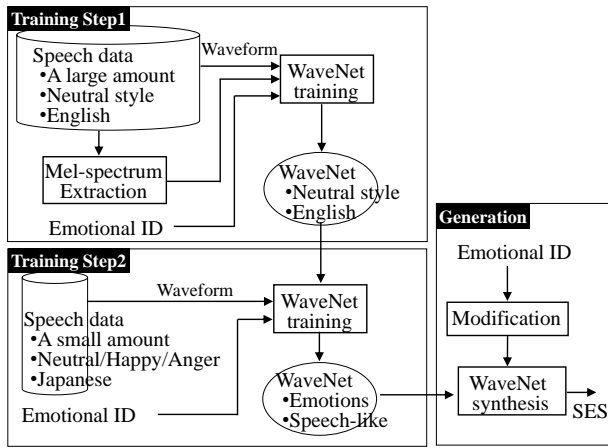 Training Step1
Speech data
•A large amount
•Neutral style
•English
Waveform
WaveNet
training
Mel-spectrum
Extraction
Emotional ID
WaveNet
•Neutral style
•English
Training Step2
Speech data
•A small amount
•Neutral/Happy/Anger
•Japanese
Waveform
WaveNet
training
Emotional ID
WaveNet
•Emotions
•Speech-like
Generation
Emotional ID
Modification
WaveNet
synthesis
SES